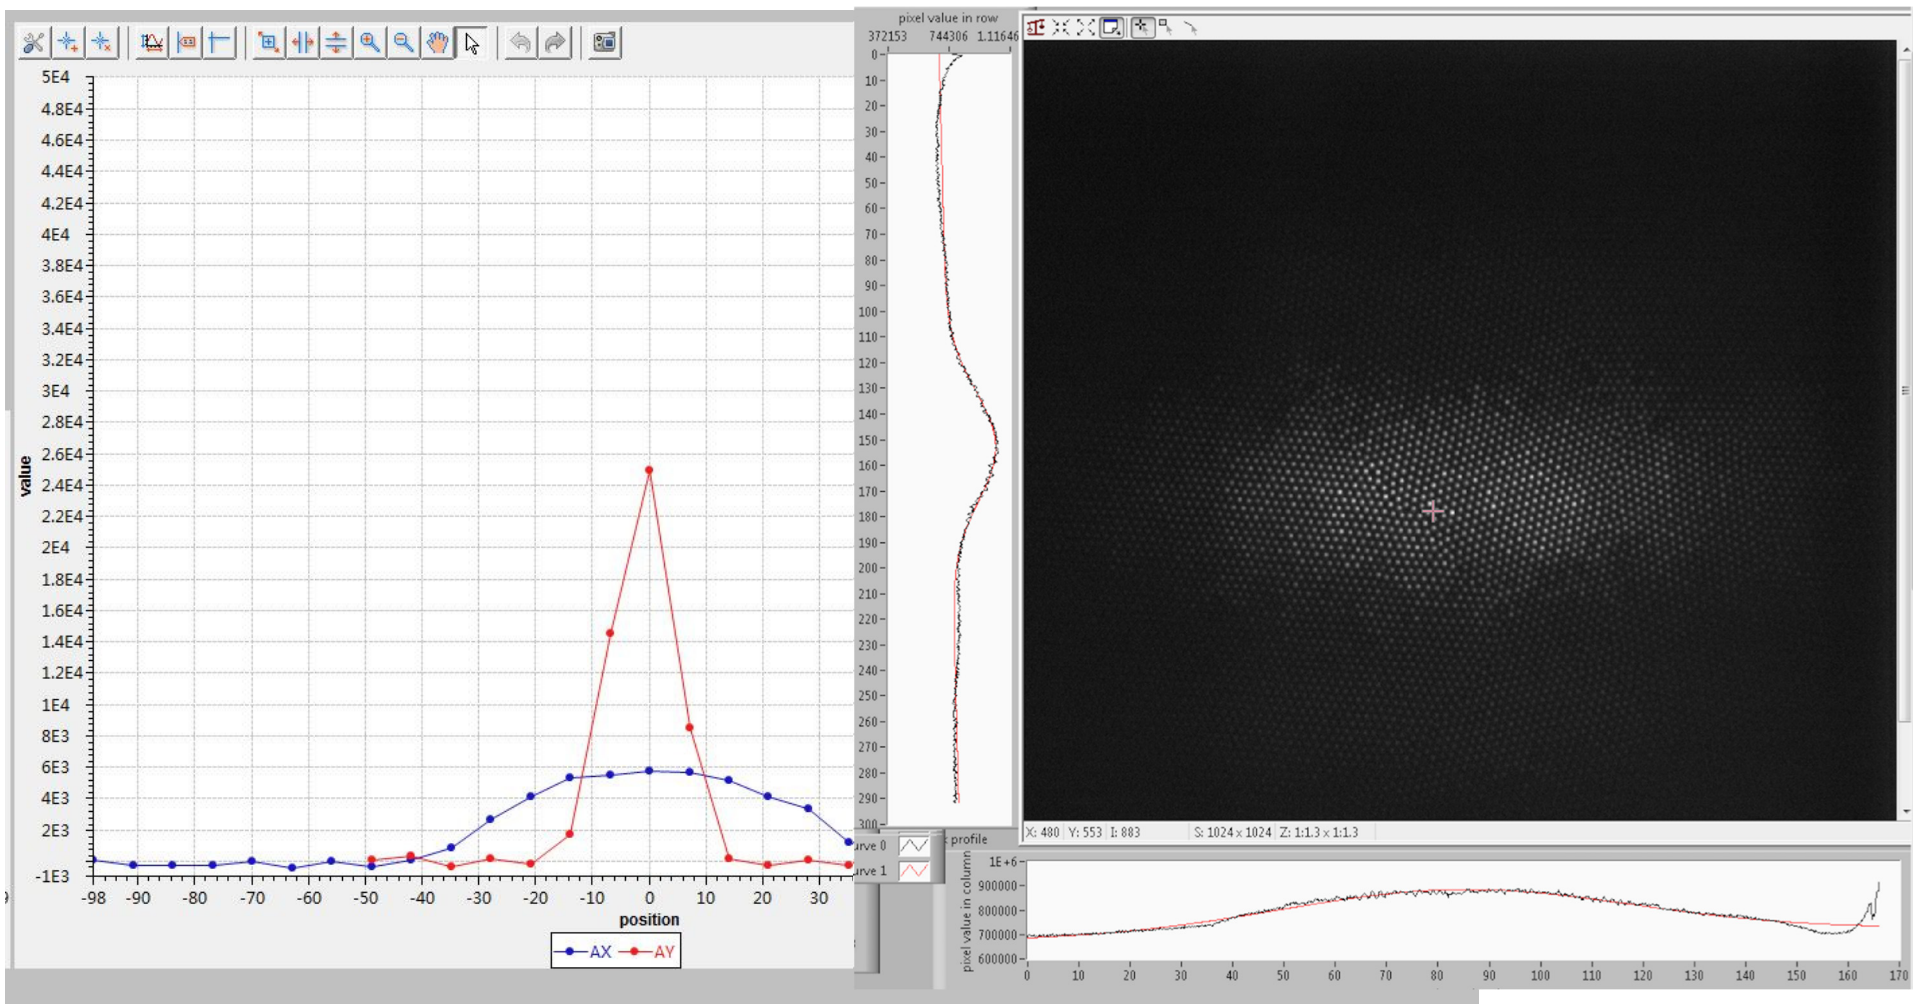 5E4
4.8E4
4.6E4
4.4E4
4.2E4
4E4
3.8E4
3.6E4
3.4E4
3.2E4
3E4
2.8E4
2.6E4
2.4E4
2.2E4
2E4
1.8E4
1.6E4
1.4E4
1.2E4
1E4
8E3
6E3
4E3
2E3
-1E3
value
-98 -90 -80 -70 -60 -50 -40 -30 -20 -10 0 10 20 30
position
AX AY
pixel value in row
372153 744306 1.11646
0
10
20
30
40
50
60
70
80
90
100
110
120
130
140
150
160
170
180
190
200
210
220
230
240
250
260
270
280
290
300
X: 480 Y: 553 I: 883 S: 1024 x 1024 Z: 1:1.3 x 1:1.3
profile
urve 0
urve 1
pixel value in column
1E+6
900000
800000
700000
600000
0 10 20 30 40 50 60 70 80 90 100 110 120 130 140 150 160 170